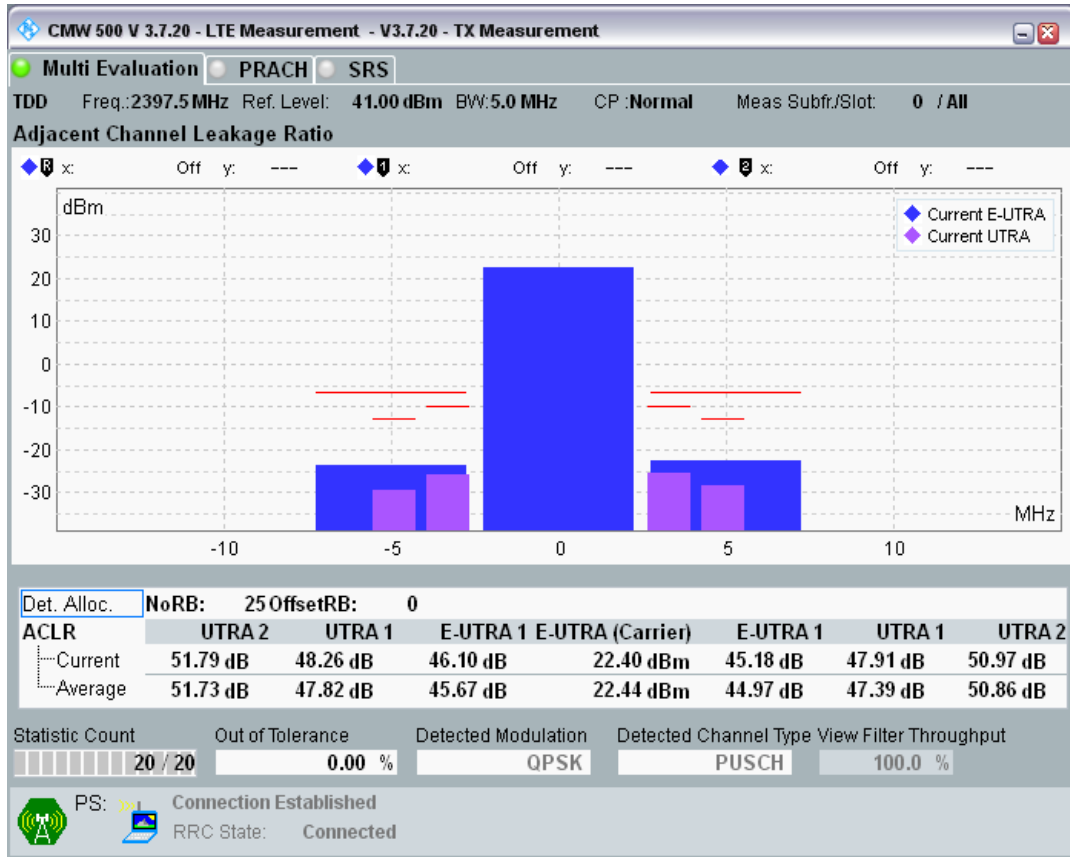 CMW 500 V 3.7.20 - LTE Measurement - V3.7.20 - TX Measurement
Multi Evaluation PRACH SRS
TDD Freq.:2397.5 MHz Ref. Level: 41.00 dBm BW:5.0 MHz CP :Normal Meas Subfr./Slot: 0 / All
Adjacent Channel Leakage Ratio
R x: Off y: --- 1 x: Off y: --- 2 x: Off y: ---
dBm
Current E-UTRA
Current UTRA
30
20
10
0
-10
-20
-30
MHz
-10 -5 0 5 10
Det. Alloc. NoRB: 25 OffsetRB: 0
ACLR UTRA 2 UTRA 1 E-UTRA 1 E-UTRA (Carrier) E-UTRA 1 UTRA 1 UTRA 2
Current 51.79 dB 48.26 dB 46.10 dB 22.40 dBm 45.18 dB 47.91 dB 50.97 dB
Average 51.73 dB 47.82 dB 45.67 dB 22.44 dBm 44.97 dB 47.39 dB 50.86 dB
Statistic Count Out of Tolerance Detected Modulation Detected Channel Type View Filter Throughput
20 / 20 0.00 % QPSK PUSCH 100.0 %
PS: Connection Established
RRC State: Connected